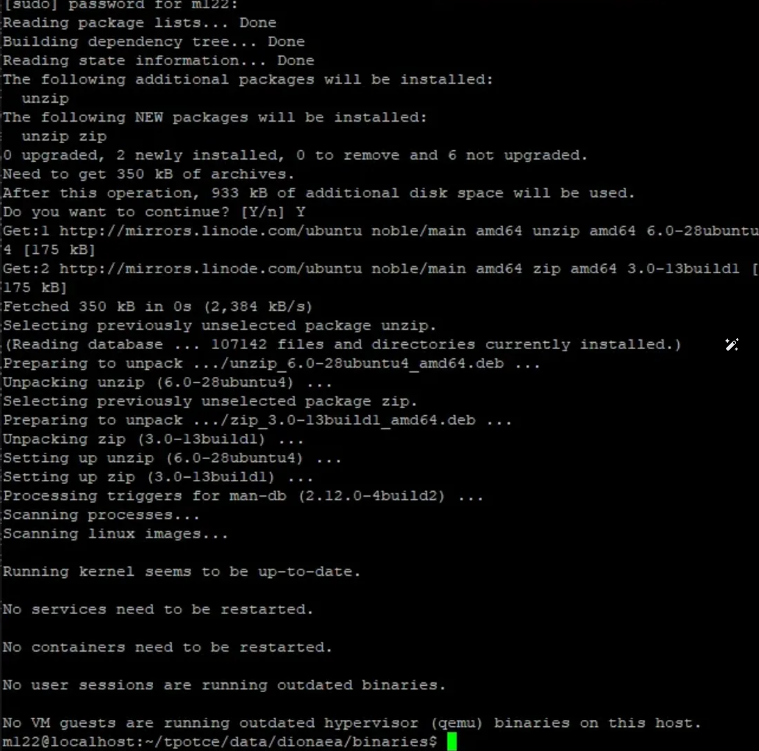 [sudo] password for ml22:
Reading package lists... Done
Building dependency tree... Done
Reading state information... Done
The following additional packages will be installed:
  unzip
The following NEW packages will be installed:
  unzip zip
0 upgraded, 2 newly installed, 0 to remove and 6 not upgraded.
Need to get 350 kB of archives.
After this operation, 933 kB of additional disk space will be used.
Do you want to continue? [Y/n] Y
Get:1 http://mirrors.linode.com/ubuntu noble/main amd64 unzip amd64 6.0-28ubuntu
4 [175 kB]
Get:2 http://mirrors.linode.com/ubuntu noble/main amd64 zip amd64 3.0-13build1 [
175 kB]
Fetched 350 kB in 0s (2,384 kB/s)
Selecting previously unselected package unzip.
(Reading database ... 107142 files and directories currently installed.)
Preparing to unpack .../unzip_6.0-28ubuntu4_amd64.deb ...
Unpacking unzip (6.0-28ubuntu4) ...
Selecting previously unselected package zip.
Preparing to unpack .../zip_3.0-13build1_amd64.deb ...
Unpacking zip (3.0-13build1) ...
Setting up unzip (6.0-28ubuntu4) ...
Setting up zip (3.0-13build1) ...
Processing triggers for man-db (2.12.0-4build2) ...
Scanning processes...
Scanning linux images...

Running kernel seems to be up-to-date.

No services need to be restarted.

No containers need to be restarted.

No user sessions are running outdated binaries.

No VM guests are running outdated hypervisor (qemu) binaries on this host.
ml22@localhost:~/tpotce/data/dionaea/binaries$